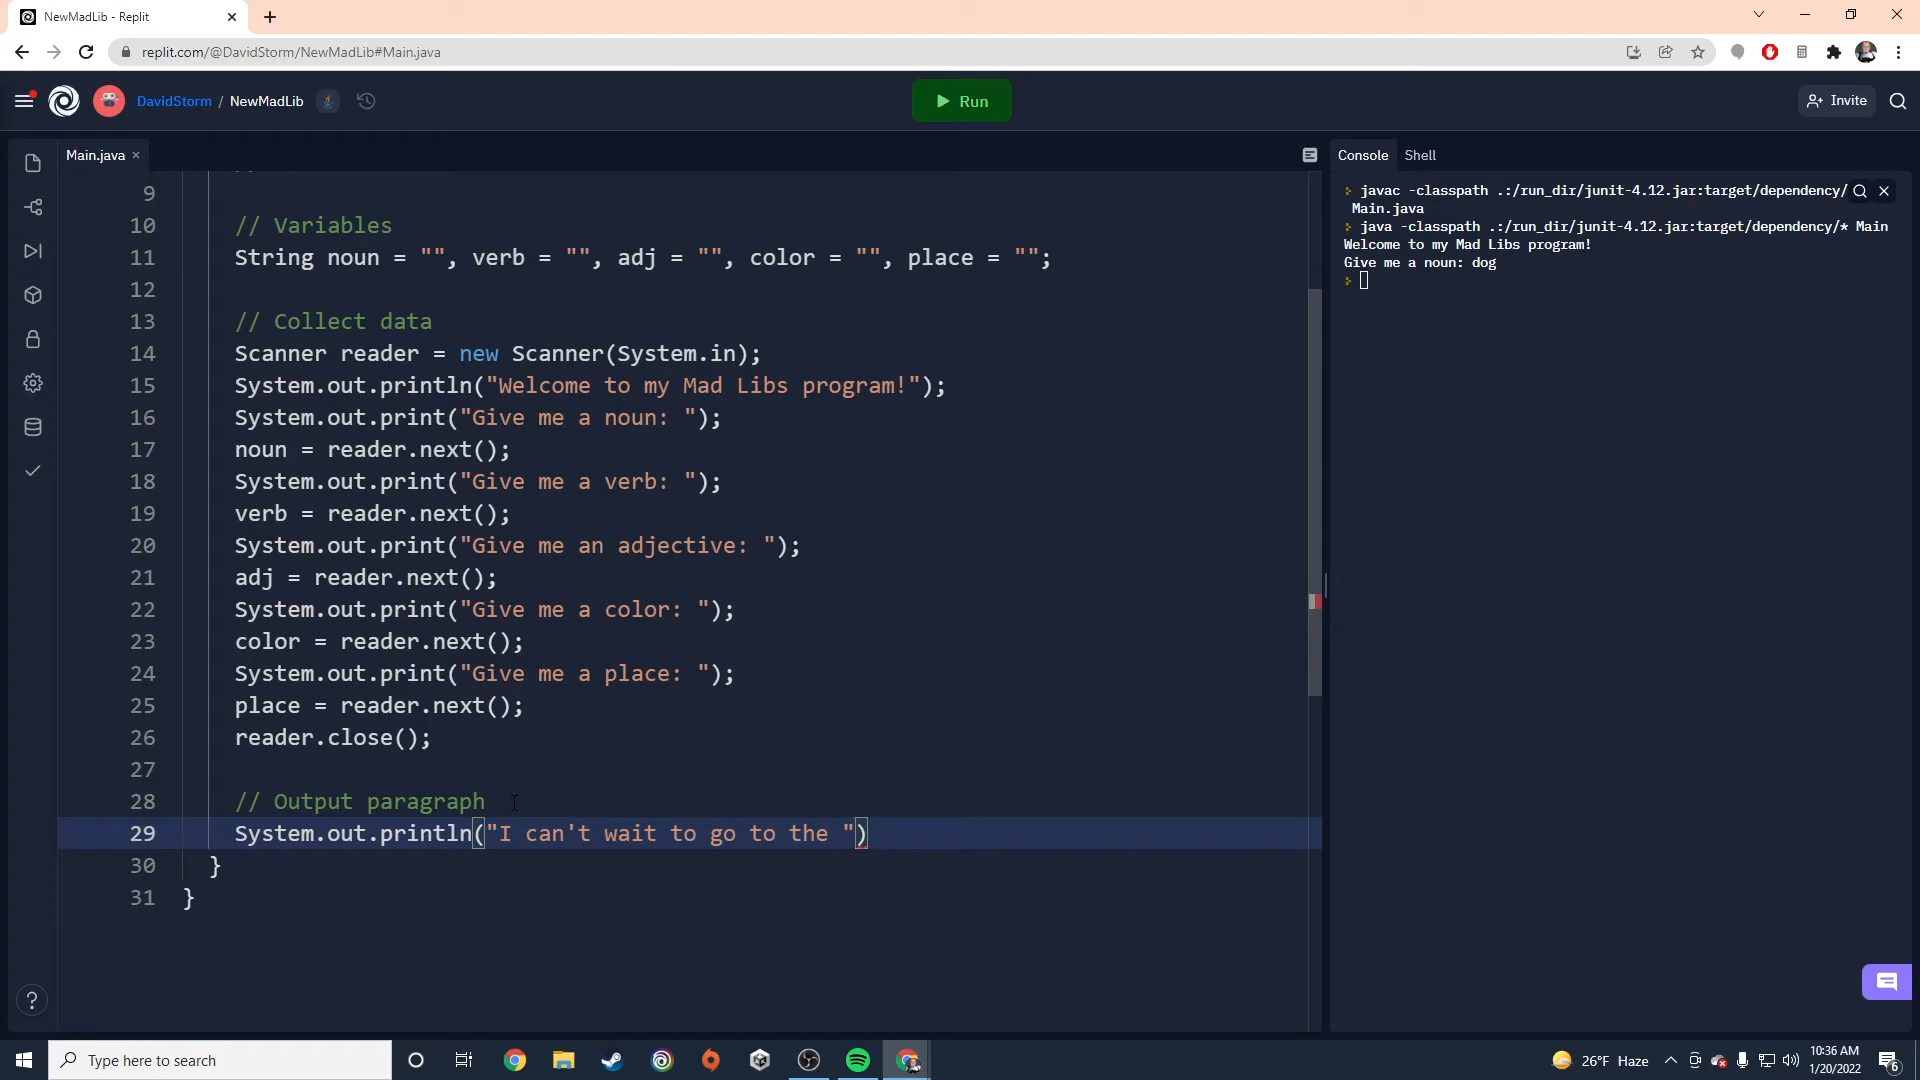 NewMadLib - Replit
replit.com/@DavidStorm/NewMadLib#Main.java
DavidStorm / NewMadLib
Run
Invite
Main.java
Console
Shell
9
10 // Variables
11 String noun = "", verb = "", adj = "", color = "", place = "";
12
13 // Collect data
14 Scanner reader = new Scanner(System.in);
15 System.out.println("Welcome to my Mad Libs program!");
16 System.out.print("Give me a noun: ");
17 noun = reader.next();
18 System.out.print("Give me a verb: ");
19 verb = reader.next();
20 System.out.print("Give me an adjective: ");
21 adj = reader.next();
22 System.out.print("Give me a color: ");
23 color = reader.next();
24 System.out.print("Give me a place: ");
25 place = reader.next();
26 reader.close();
27
28 // Output paragraph
29 System.out.println("I can't wait to go to the ")
30 }
31 }
javac -classpath .:/run_dir/junit-4.12.jar:target/dependency/
Main.java
java -classpath .:/run_dir/junit-4.12.jar:target/dependency/* Main
Welcome to my Mad Libs program!
Give me a noun: dog
?
Type here to search
26°F Haze
10:36 AM
1/20/2022
6